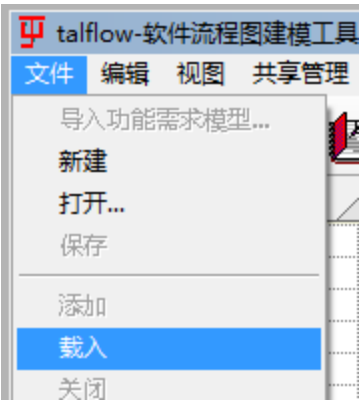 talflow-软件流程图建模工具
文件 编辑 视图 共享管理
导入功能需求模型...
新建
打开...
保存
添加
载入
关闭